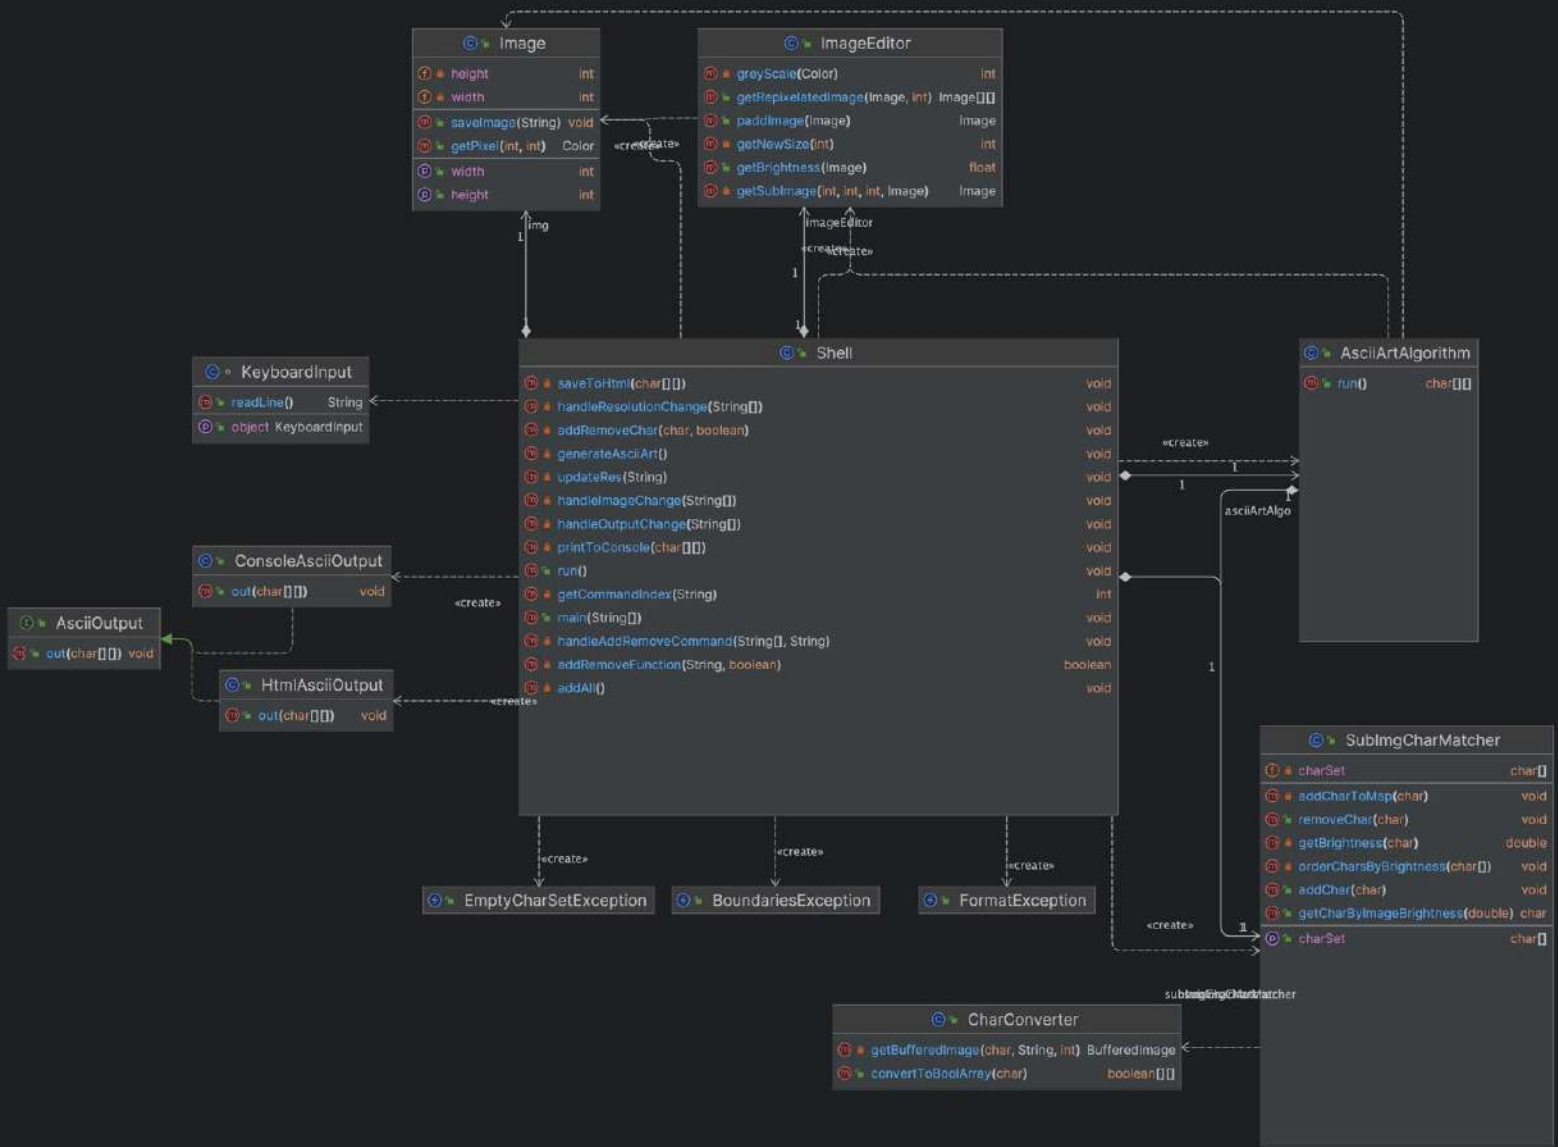 Image
height int
width int
saveImage(String) void
getPixel(int, int) Color
width int
height int
ImageEditor
greyScale(Color) int
getRepixelatedImage(Image, int) Image[][]
paddImage(Image) Image
getNewSize(int) int
getBrightness(Image) float
getSubImage(int, int, int, Image) Image
«create»
«create»
img
1
1
imageEditor
«create»
«create»
1
1
KeyboardInput
readLine() String
object KeyboardInput
Shell
saveToHtml(char[][]) void
handleResolutionChange(String[]) void
addRemoveChar(char, boolean) void
generateAsciiArt() void
updateRes(String) void
handleImageChange(String[]) void
handleOutputChange(String[]) void
printToConsole(char[][]) void
run() void
getCommandIndex(String) int
main(String[]) void
handleAddRemoveCommand(String[], String) void
addRemoveFunction(String, boolean) boolean
addAll() void
AsciiArtAlgorithm
run() char[][]
«create»
1
1
1
asciiArtAlgo
ConsoleAsciiOutput
out(char[][]) void
«create»
AsciiOutput
out(char[][]) void
HtmlAsciiOutput
out(char[][]) void
«create»
1
SubImgCharMatcher
charSet char[]
addCharToMap(char) void
removeChar(char) void
getBrightness(char) double
orderCharsByBrightness(char[]) void
addChar(char) void
getCharByImageBrightness(double) char
charSet char[]
«create»
«create»
«create»
EmptyCharSetException
BoundariesException
FormatException
«create»
1
CharConverter
getBufferedImage(char, String, int) BufferedImage
convertToBoolArray(char) boolean[][]